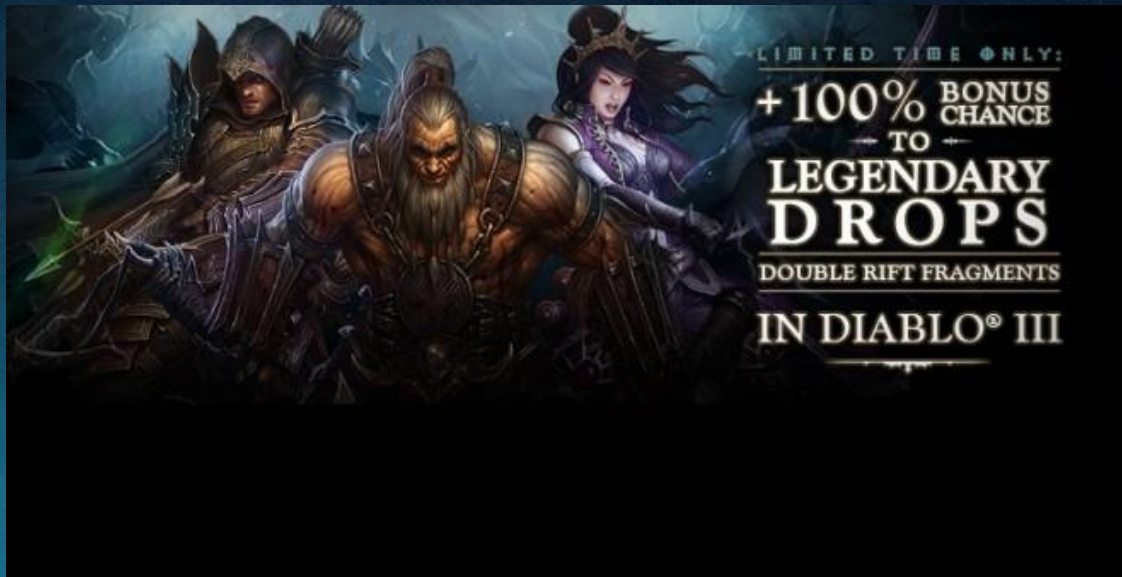 LIMITED TIME ONLY:
+100% BONUS CHANCE
TO
LEGENDARY
DROPS
DOUBLE RIFT FRAGMENTS
IN DIABLO® III